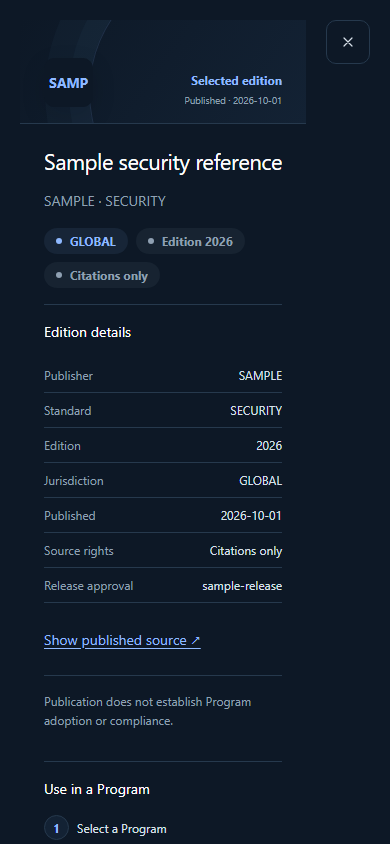 SAMP
Selected edition
Published · 2026-10-01
Sample security reference
SAMPLE · SECURITY
GLOBAL
Edition 2026
Citations only
Edition details
Publisher SAMPLE
Standard SECURITY
Edition 2026
Jurisdiction GLOBAL
Published 2026-10-01
Source rights Citations only
Release approval sample-release
Show published source ↗
Publication does not establish Program
adoption or compliance.
Use in a Program
1 Select a Program